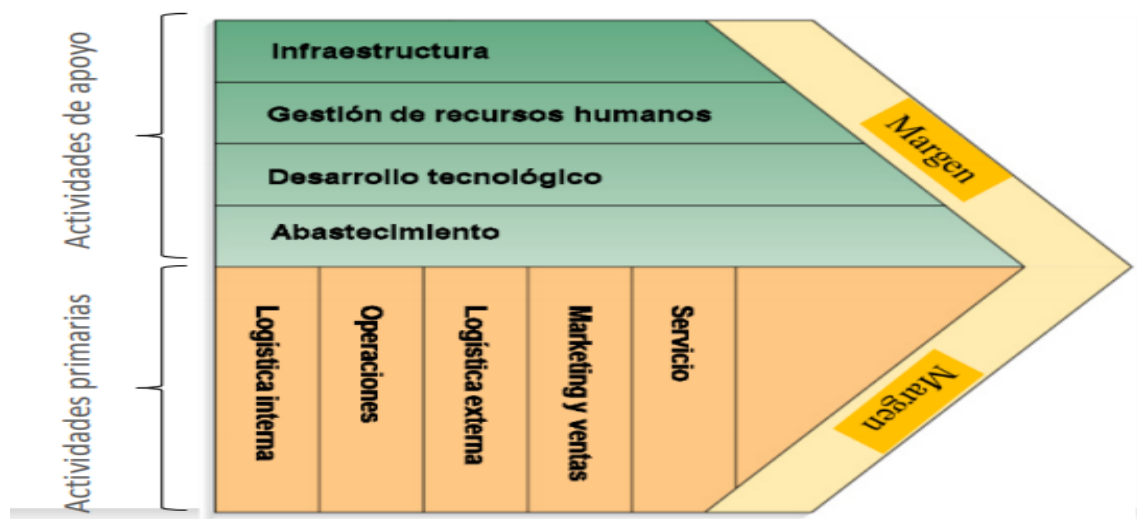 Actividades de apoyo
Infraestructura
Gestión de recursos humanos
Desarrollo tecnológico
Abastecimiento
Margen
Actividades primarias
Logística interna
Operaciones
Logística externa
Marketing y ventas
Servicio
Margen